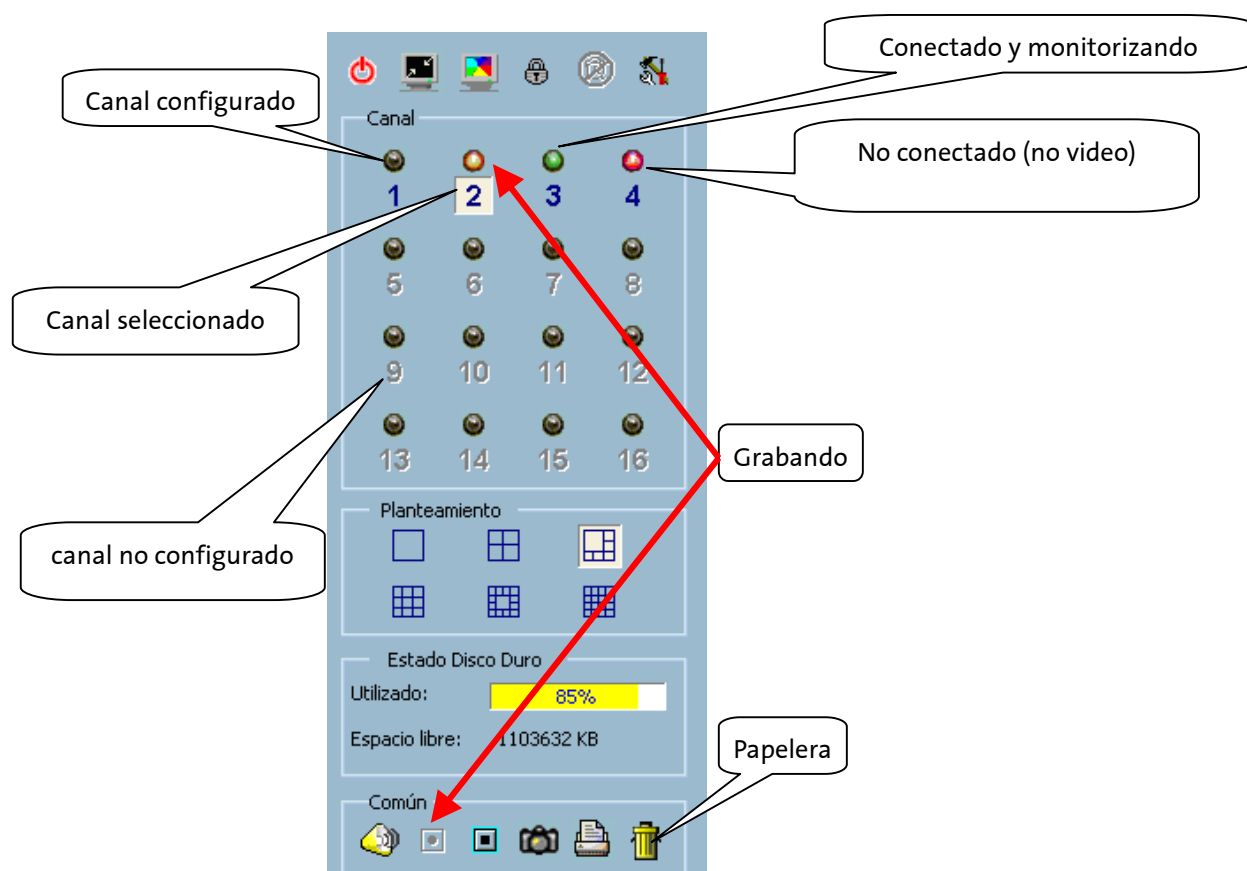 Conectado y monitorizando
Canal configurado
No conectado (no video)
Canal
1 2 3 4
5 6 7 8
9 10 11 12
13 14 15 16
Canal seleccionado
Grabando
canal no configurado
Planteamiento
Estado Disco Duro
Utilizado: 85%
Espacio libre: 1103632 KB
Papelera
Común